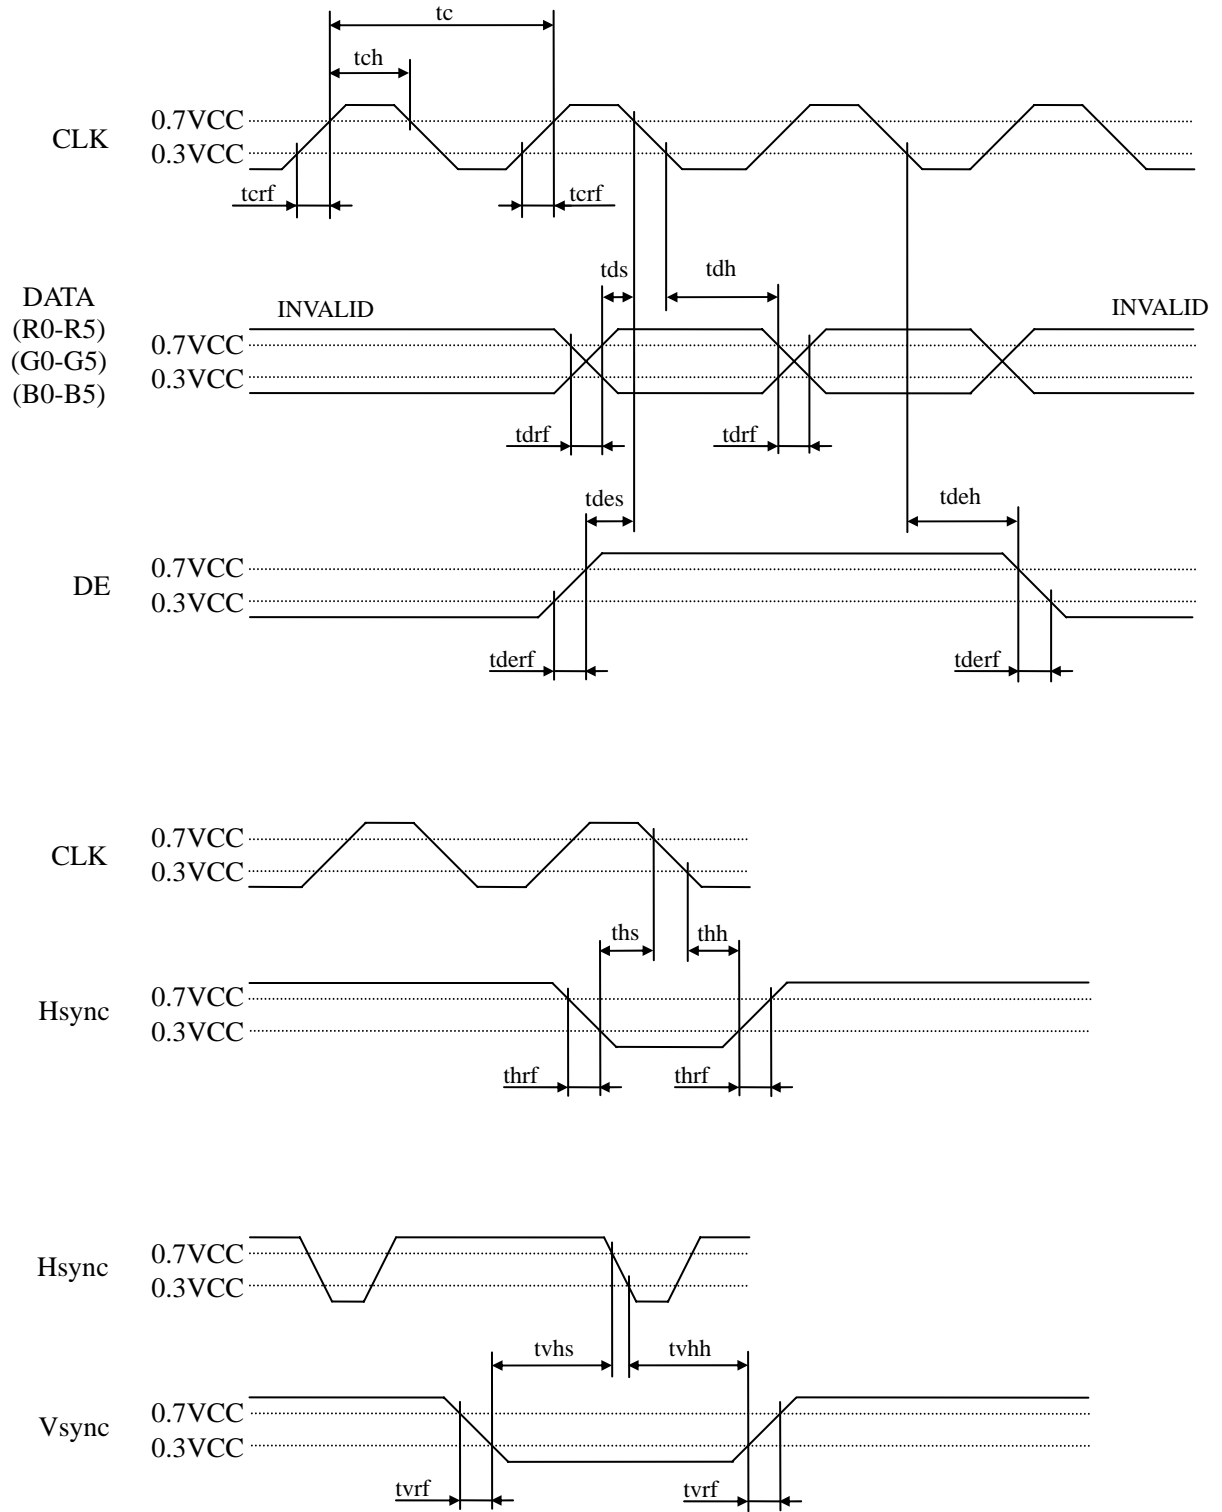 tc
tch
0.7VCC
CLK
0.3VCC
tcrf
tcrf
tds
tdh
DATA
(R0-R5)
(G0-G5)
(B0-B5)
INVALID
INVALID
0.7VCC
0.3VCC
tdrf
tdrf
tdes
tdeh
0.7VCC
DE
0.3VCC
tderf
tderf
0.7VCC
CLK
0.3VCC
ths
thh
0.7VCC
Hsync
0.3VCC
thrf
thrf
0.7VCC
Hsync
0.3VCC
tvhs
tvhh
0.7VCC
Vsync
0.3VCC
tvrf
tvrf